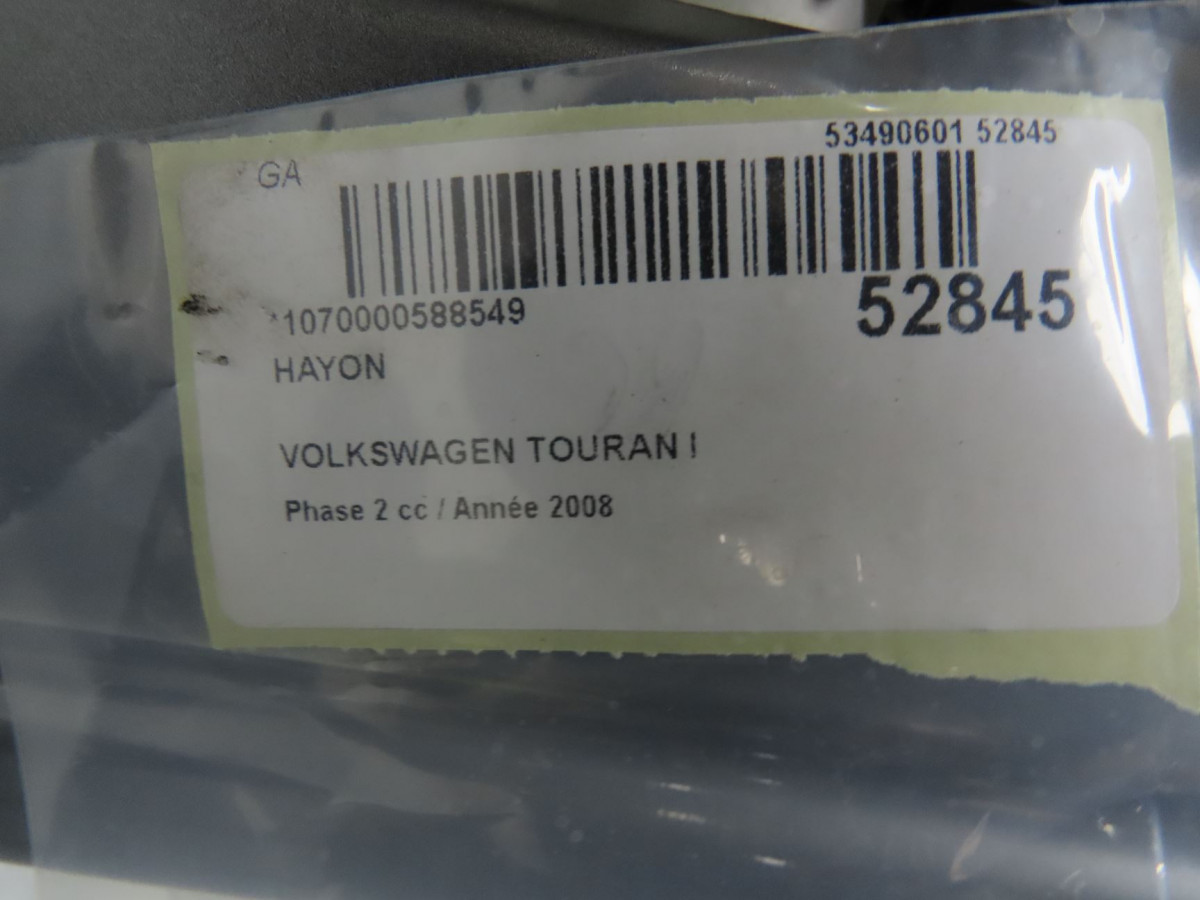 53490601 52845
GA
*1070000588549
52845
HAYON
VOLKSWAGEN TOURAN I
Phase 2 cc / Année 2008